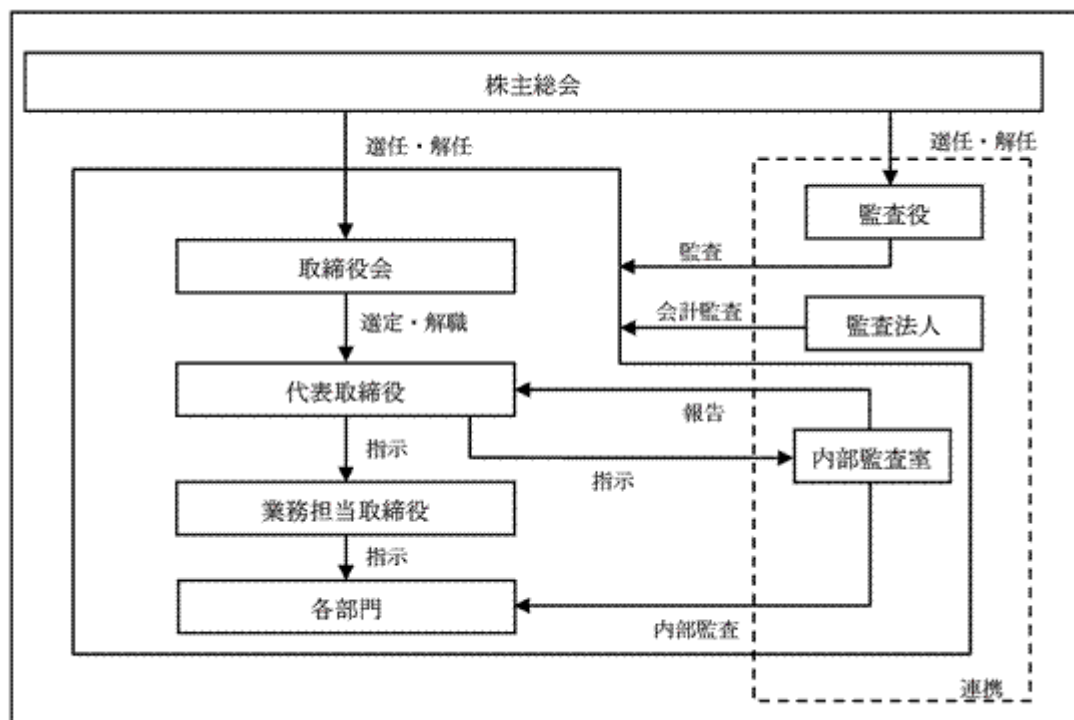 株主総会
選任・解任
選任・解任
監査役
監査
取締役会
会計監査
監査法人
選定・解職
代表取締役
報告
指示
内部監査室
指示
業務担当取締役
指示
各部門
内部監査
連携